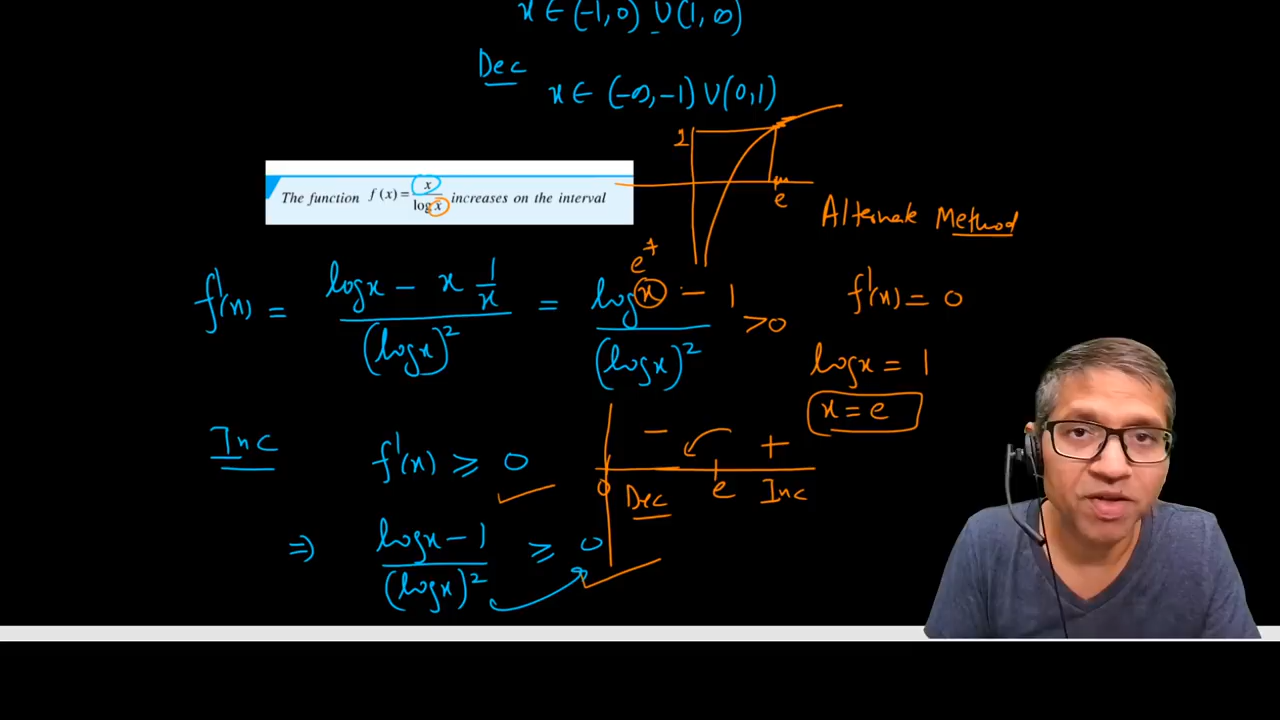 x ∈ (-1,0) ∪ (1,∞)
Dec
x ∈ (-∞,-1) ∪ (0,1)
1
e
The function f(x) = x/log x increases on the interval
Alternate Method
e⁺
f'(x) = (log x - x 1/x)/(log x)² = (log x - 1)/(log x)² > 0
f'(x) = 0
log x = 1
x = e
Inc
f'(x) ≥ 0
- +
0 Dec e Inc
⇒ (log x - 1)/(log x)² ≥ 0